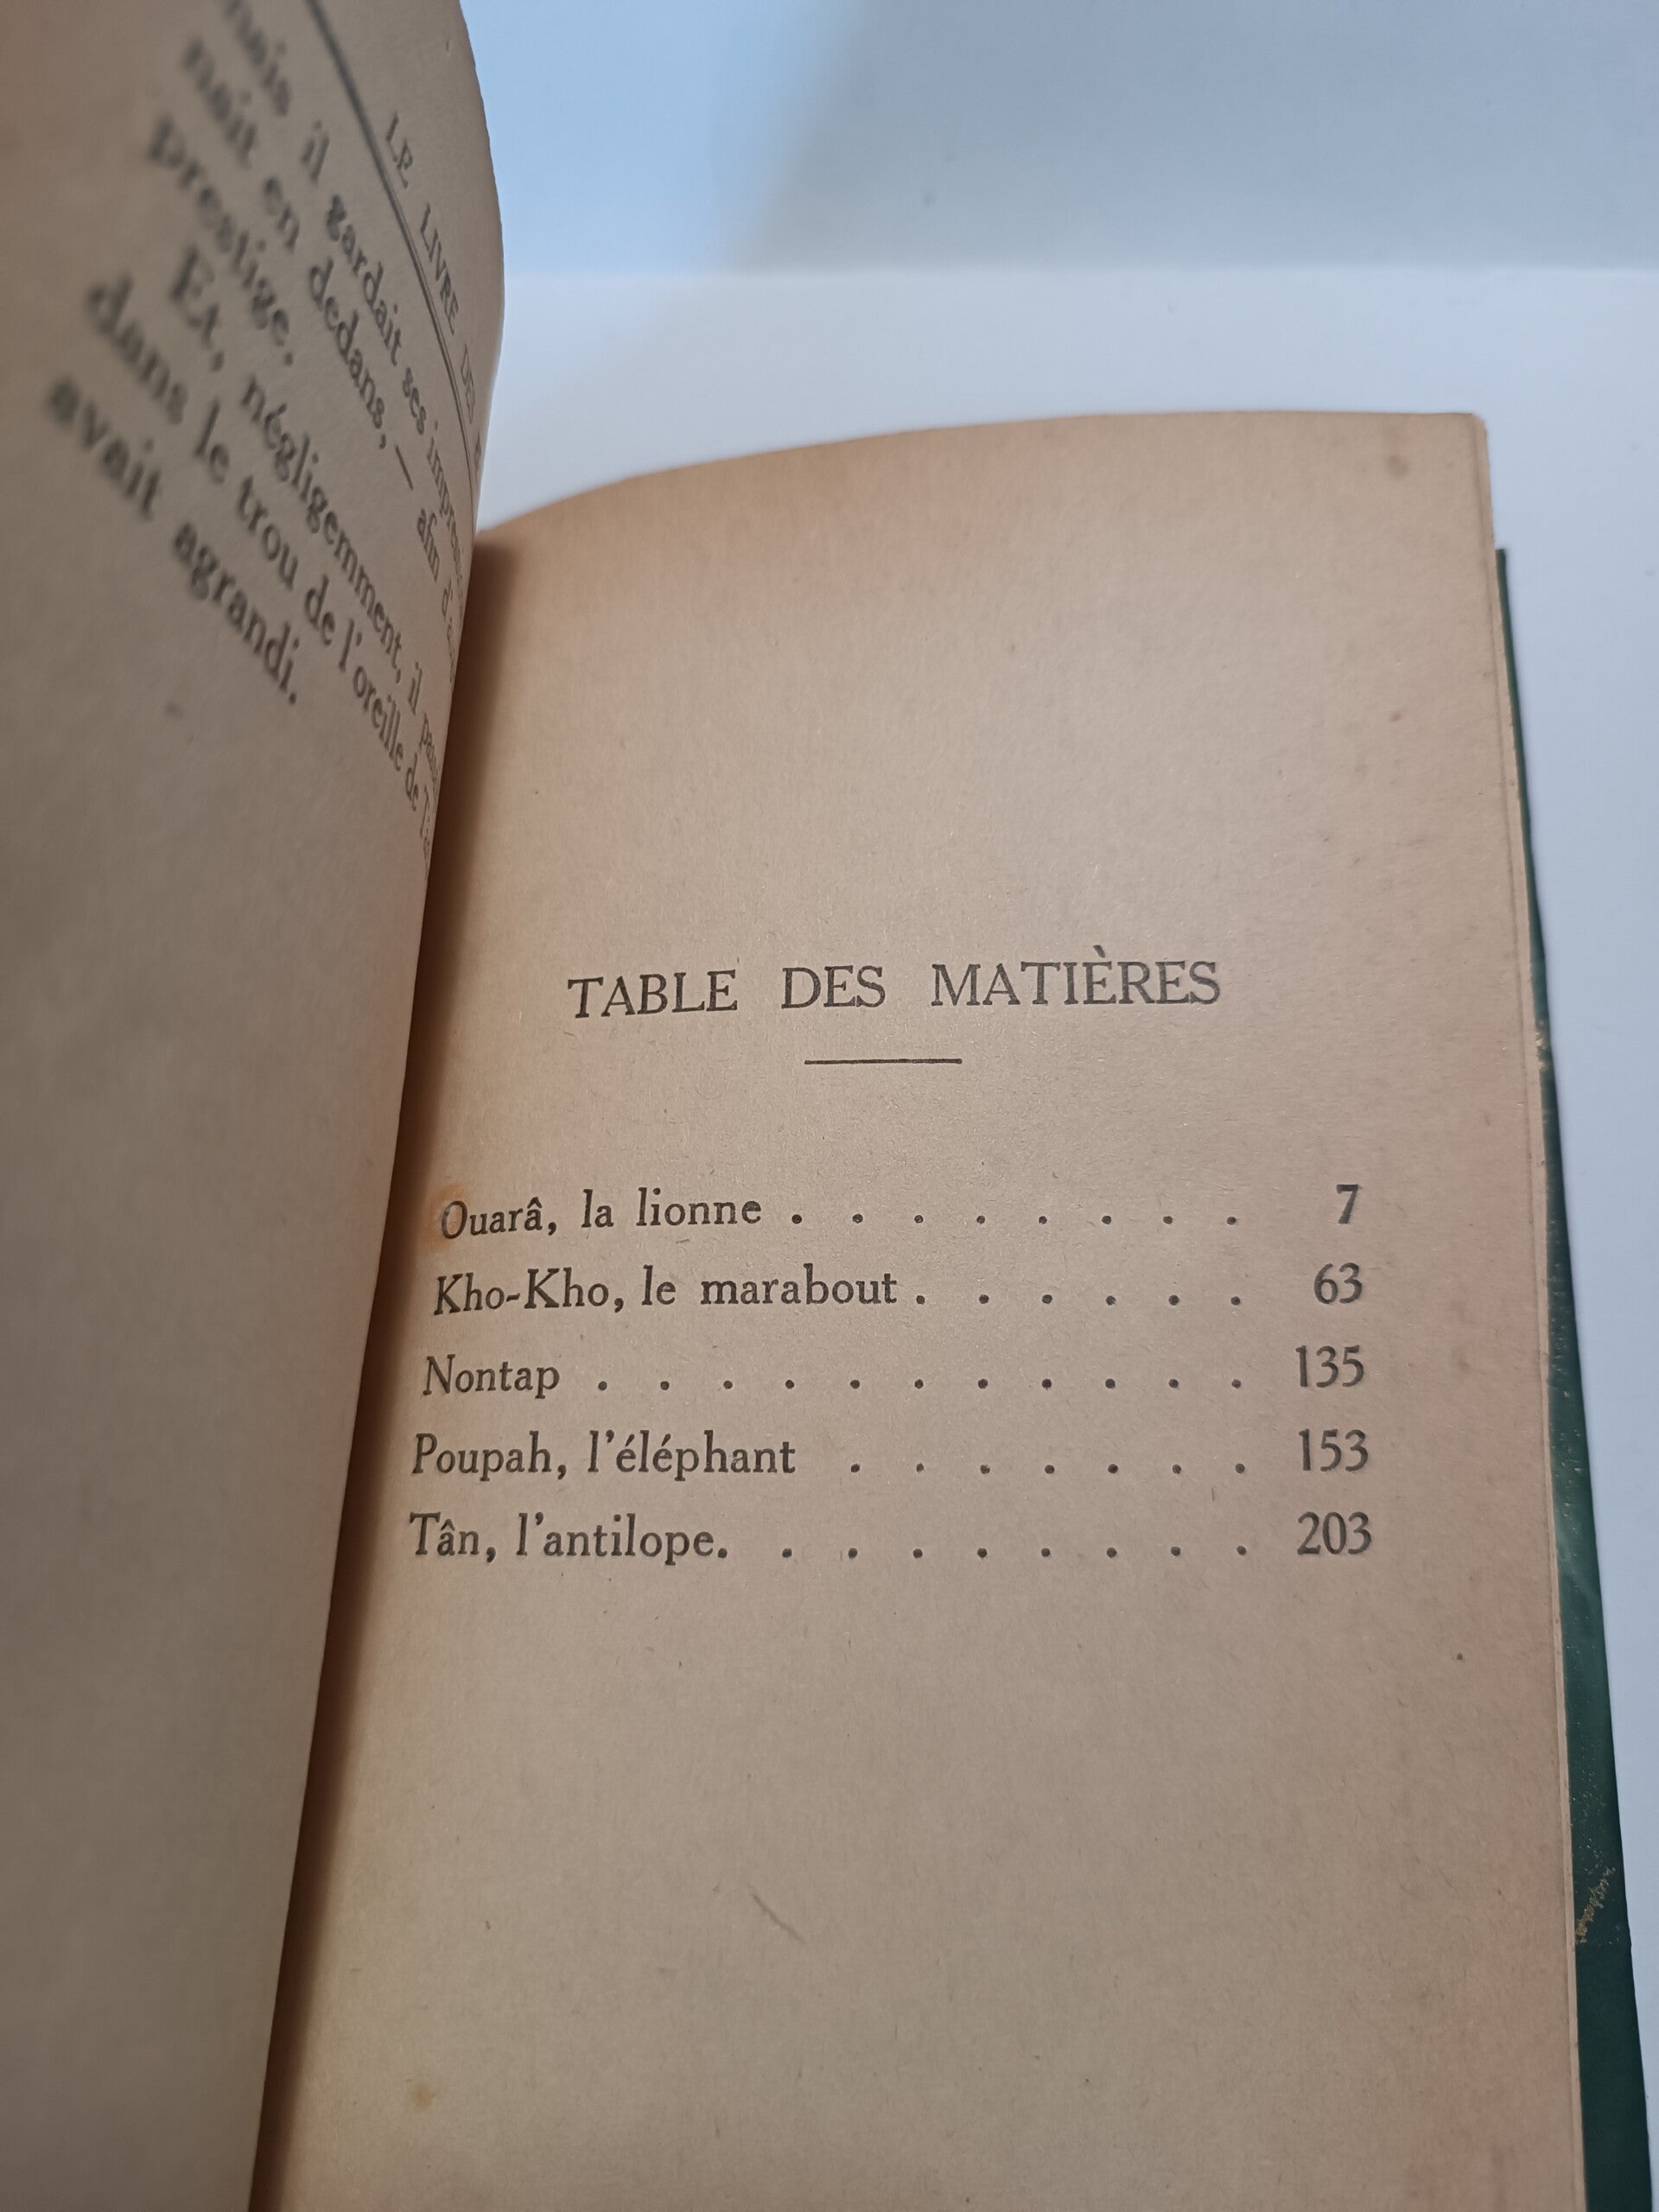 LE LIVRE DES
mais il gardait ses
nait en dedans, — afin
prestige.
Et, négligemment, il
dans le trou de l'oreille de
avait agrandi.
TABLE DES MATIÈRES
Ouarâ, la lionne . . . . . . . . 7
Kho-Kho, le marabout . . . . . . 63
Nontap . . . . . . . . . . . 135
Poupah, l'éléphant . . . . . . . 153
Tân, l'antilope. . . . . . . . . 203